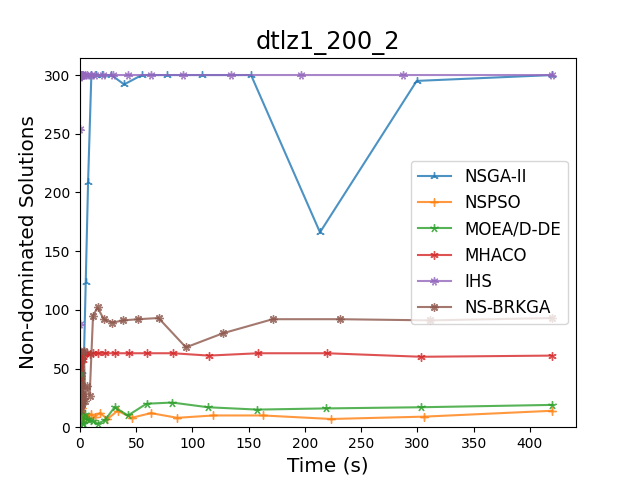 dtlz1_200_2
Non-dominated Solutions
300
250
200
150
100
50
0
0 50 100 150 200 250 300 350 400
Time (s)
NSGA-II
NSPSO
MOEA/D-DE
MHACO
IHS
NS-BRKGA